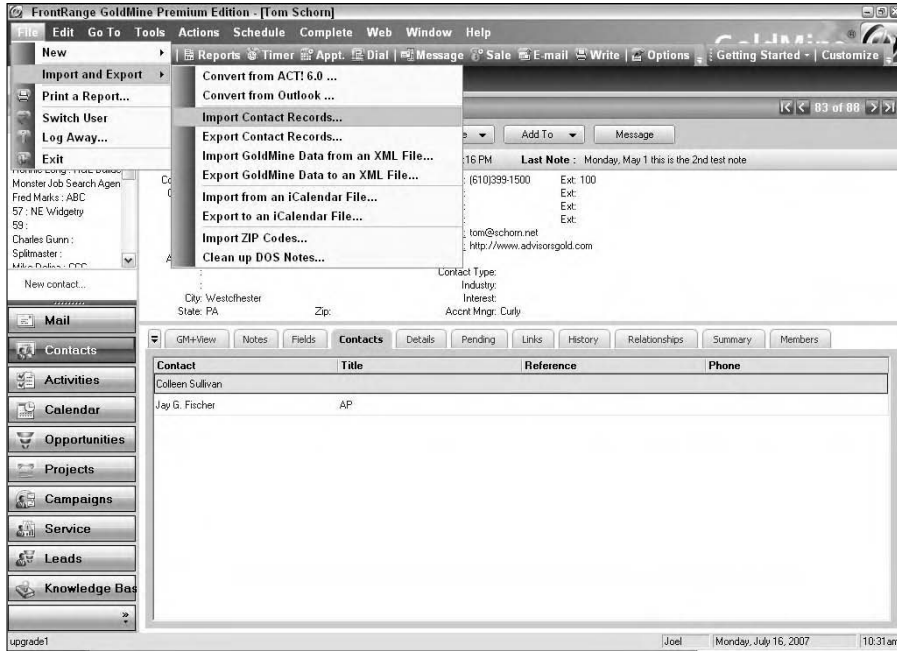 FrontRange GoldMine Premium Edition - [Tom Schorn]
File Edit Go To Tools Actions Schedule Complete Web Window Help
Reports Timer Appt. Dial Message Sale E-mail Write Options Getting Started - Customize
New
Import and Export
Print a Report...
Switch User
Log Away...
Exit
Convert from ACT! 6.0 ...
Convert from Outlook ...
Import Contact Records...
Export Contact Records...
Import GoldMine Data from an XML File...
Export GoldMine Data to an XML File...
Import from an iCalendar File...
Export to an iCalendar File...
Import ZIP Codes...
Clean up DOS Notes...
83 of 88
Add To Message
:16 PM Last Note : Monday, May 1 this is the 2nd test note
Monster Job Search Agen
Fred Marks : ABC
57 : NE Widgetry
59 :
Charles Gunn :
Splitmaster :
New contact...
(610)399-1500 Ext: 100
Ext:
Ext:
Ext:
tom@schorn.net
http://www.advisorsgold.com
Contact Type:
Industry:
City: Westcfhester Interest:
State: PA Zip: Accnt Mngr: Curly
Mail
Contacts
Activities
Calendar
Opportunities
Projects
Campaigns
Service
Leads
Knowledge Bas
GM+View Notes Fields Contacts Details Pending Links History Relationships Summary Members
Contact Title Reference Phone
Colleen Sullivan
Jay G. Fischer AP
upgrade1 Joel Monday, July 16, 2007 10:31am